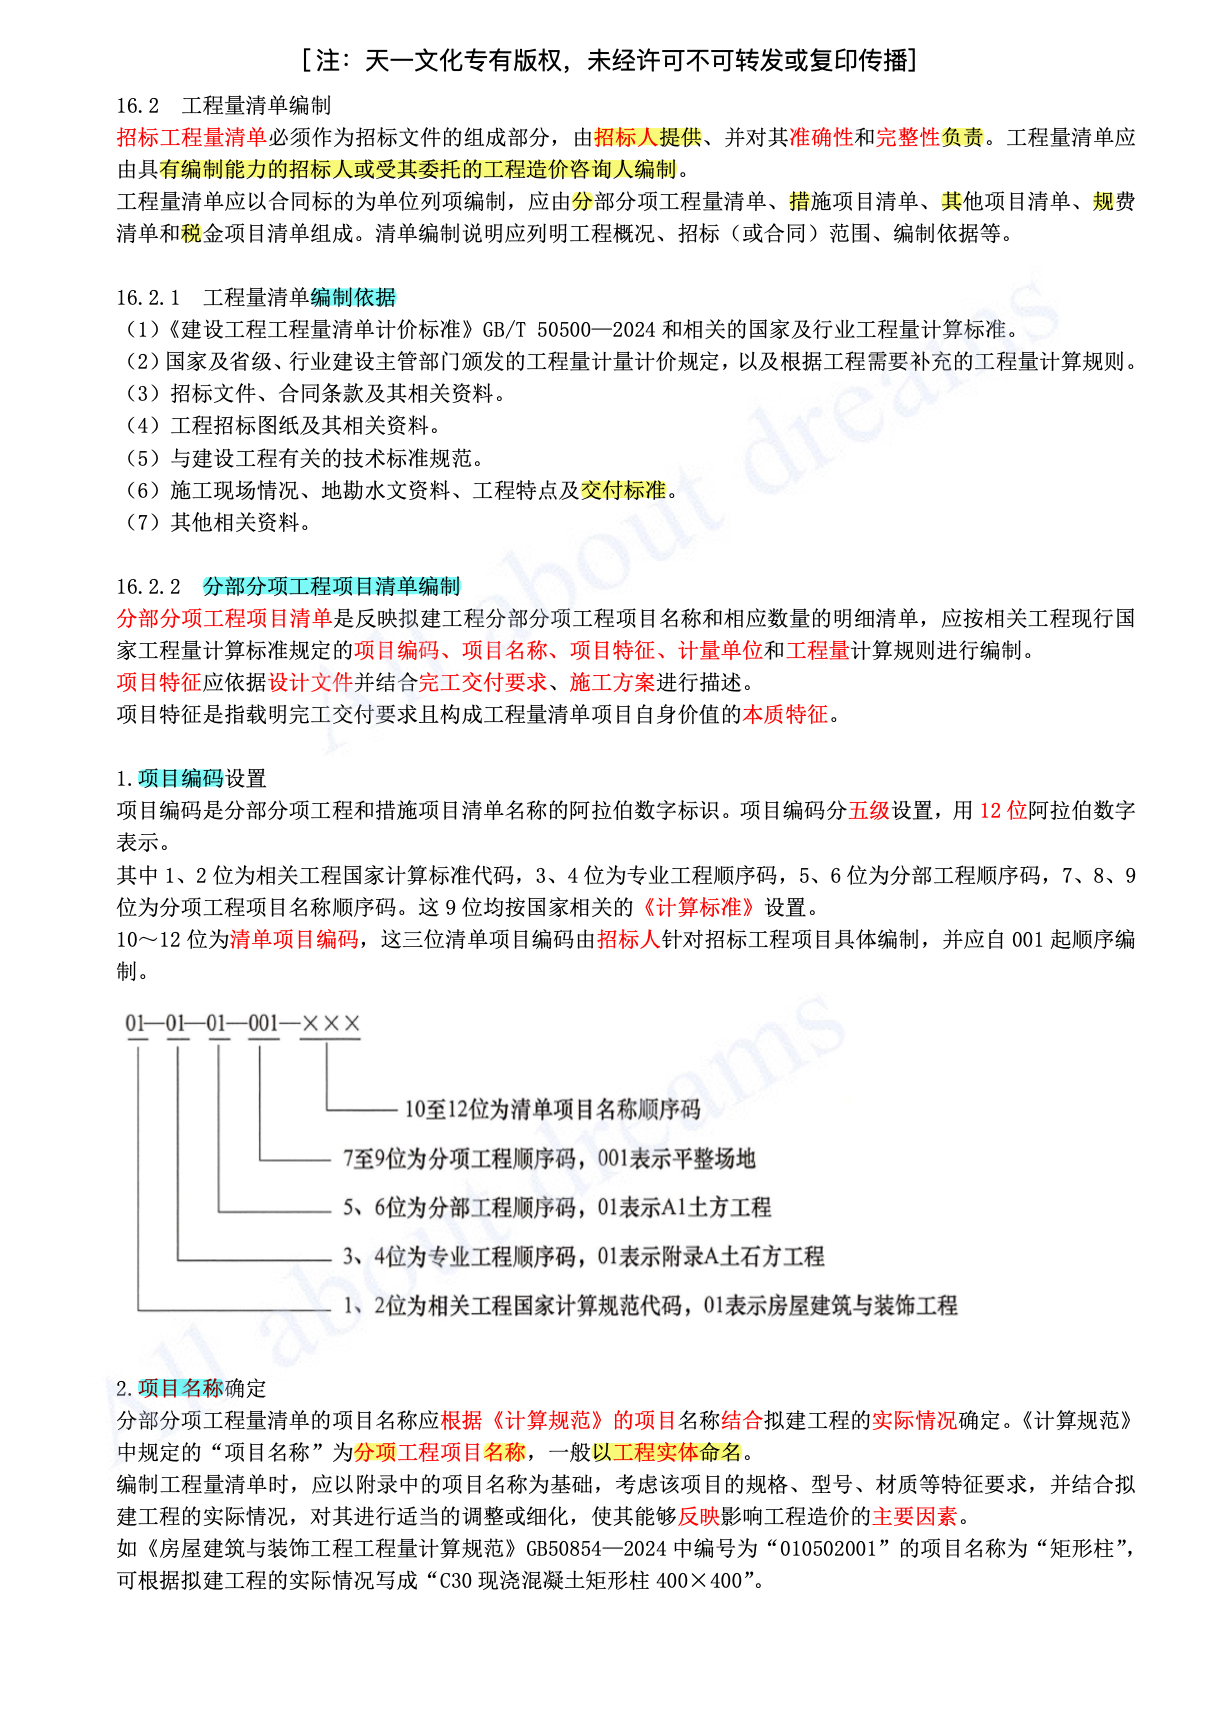 [注：天一文化专有版权，未经许可不可转发或复印传播]
16.2 工程量清单编制
招标工程量清单必须作为招标文件的组成部分，由招标人提供、并对其准确性和完整性负责。工程量清单应
由具有编制能力的招标人或受其委托的工程造价咨询人编制。
工程量清单应以合同标的为单位列项编制，应由分部分项工程量清单、措施项目清单、其他项目清单、规费
清单和税金项目清单组成。清单编制说明应列明工程概况、招标（或合同）范围、编制依据等。
16.2.1 工程量清单编制依据
（1）《建设工程工程量清单计价标准》GB/T 50500—2024 和相关的国家及行业工程量计算标准。
（2）国家及省级、行业建设主管部门颁发的工程量计量计价规定，以及根据工程需要补充的工程量计算规则。
（3）招标文件、合同条款及其相关资料。
（4）工程招标图纸及其相关资料。
（5）与建设工程有关的技术标准规范。
（6）施工现场情况、地勘水文资料、工程特点及交付标准。
（7）其他相关资料。
16.2.2 分部分项工程项目清单编制
分部分项工程项目清单是反映拟建工程分部分项工程项目名称和相应数量的明细清单，应按相关工程现行国
家工程量计算标准规定的项目编码、项目名称、项目特征、计量单位和工程量计算规则进行编制。
项目特征应依据设计文件并结合完工交付要求、施工方案进行描述。
项目特征是指载明完工交付要求且构成工程量清单项目自身价值的本质特征。
1.项目编码设置
项目编码是分部分项工程和措施项目清单名称的阿拉伯数字标识。项目编码分五级设置，用 12 位阿拉伯数字
表示。
其中 1、2 位为相关工程国家计算标准代码，3、4 位为专业工程顺序码，5、6 位为分部工程顺序码，7、8、9
位为分项工程项目名称顺序码。这 9 位均按国家相关的《计算标准》设置。
10～12 位为清单项目编码，这三位清单项目编码由招标人针对招标工程项目具体编制，并应自 001 起顺序编
制。
01—01—01—001—×××
10至12位为清单项目名称顺序码
7至9位为分项工程顺序码，001表示平整场地
5、6位为分部工程顺序码，01表示A1土方工程
3、4位为专业工程顺序码，01表示附录A土石方工程
1、2位为相关工程国家计算规范代码，01表示房屋建筑与装饰工程
2.项目名称确定
分部分项工程量清单的项目名称应根据《计算规范》的项目名称结合拟建工程的实际情况确定。《计算规范》
中规定的“项目名称”为分项工程项目名称，一般以工程实体命名。
编制工程量清单时，应以附录中的项目名称为基础，考虑该项目的规格、型号、材质等特征要求，并结合拟
建工程的实际情况，对其进行适当的调整或细化，使其能够反映影响工程造价的主要因素。
如《房屋建筑与装饰工程工程量计算规范》GB50854—2024 中编号为“010502001”的项目名称为“矩形柱”，
可根据拟建工程的实际情况写成“C30 现浇混凝土矩形柱 400×400”。
All about dreams
All about dreams